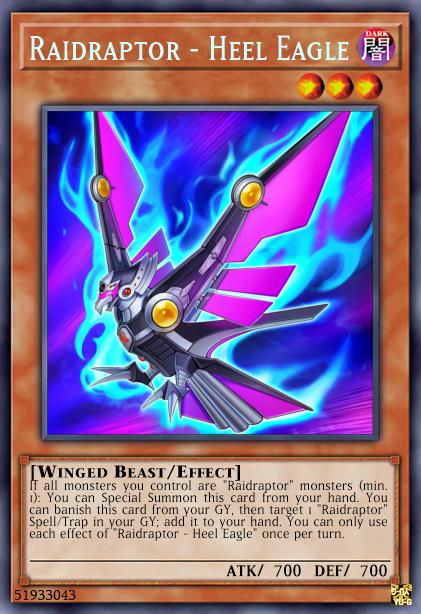 Raidraptor - Heel Eagle
DARK
闇
[Winged Beast/Effect]
If all monsters you control are "Raidraptor" monsters (min.
1): You can Special Summon this card from your hand. You
can banish this card from your GY, then target 1 "Raidraptor"
Spell/Trap in your GY; add it to your hand. You can only use
each effect of "Raidraptor - Heel Eagle" once per turn.
ATK/ 700 DEF/ 700
51933043